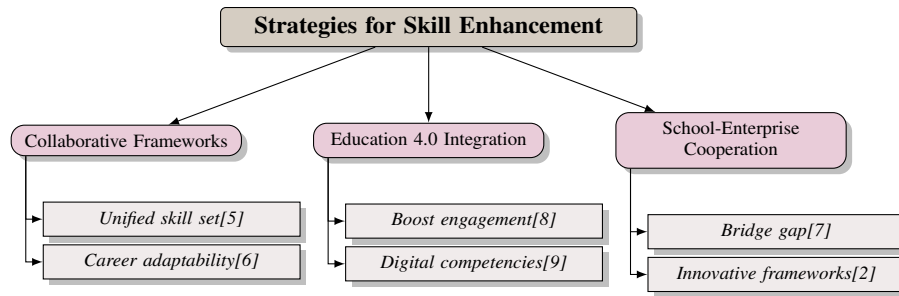 Strategies for Skill Enhancement
Collaborative Frameworks
Unified skill set[5]
Career adaptability[6]
Education 4.0 Integration
Boost engagement[8]
Digital competencies[9]
School-Enterprise
Cooperation
Bridge gap[7]
Innovative frameworks[2]